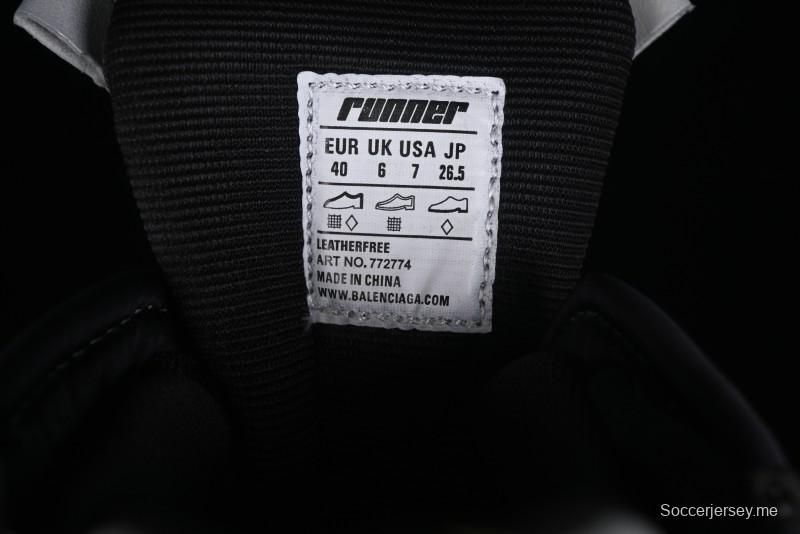 runner
EUR UK USA JP
40 6 7 26.5
LEATHERFREE
ART NO. 772774
MADE IN CHINA
WWW.BALENCIAGA.COM
Soccerjersey.me